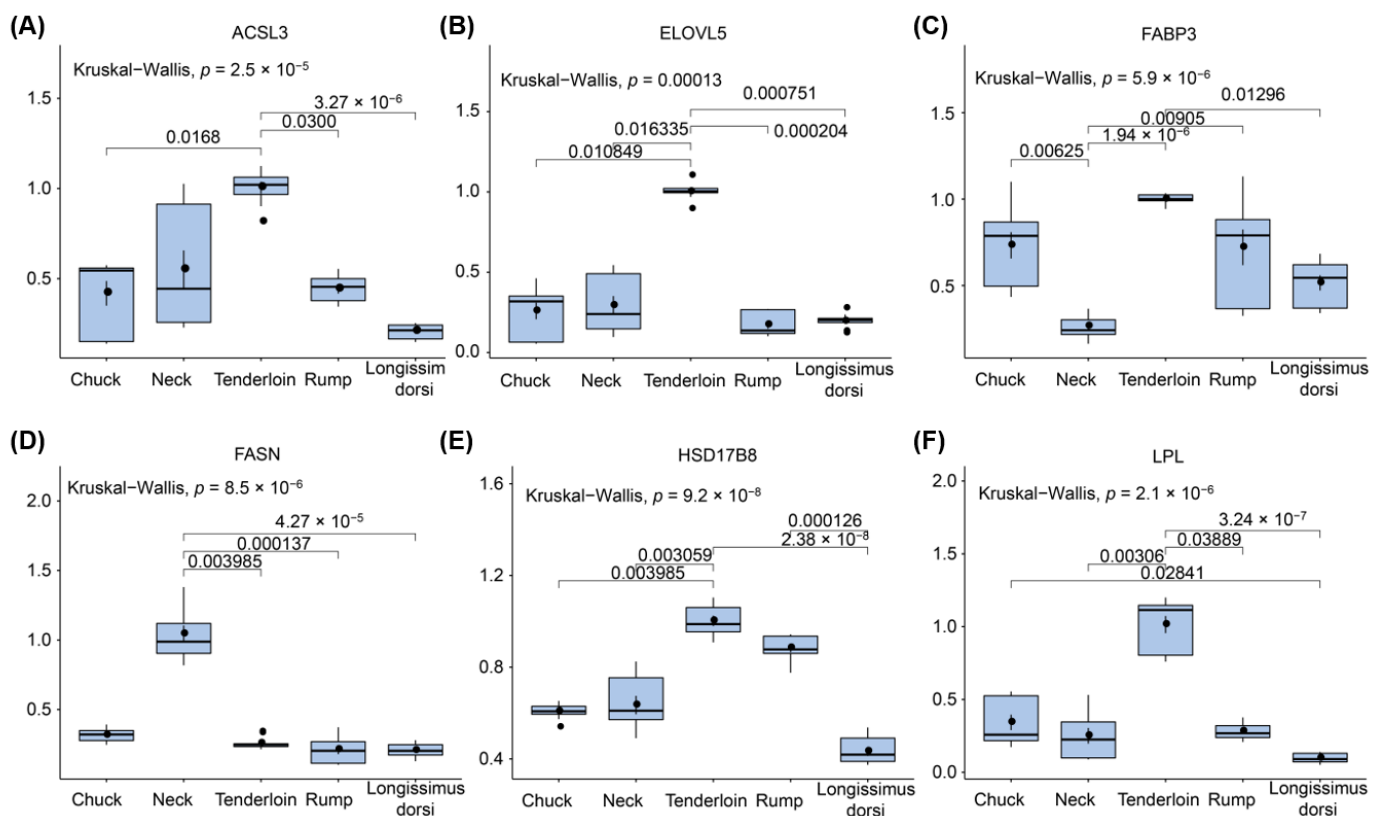 (A)
ACSL3
Kruskal−Wallis, p = 2.5 × 10⁻⁵
3.27 × 10⁻⁶
0.0300
0.0168
1.5
1.0
0.5
Chuck
Neck
Tenderloin
Rump
Longissim
dorsi
(B)
ELOVL5
Kruskal−Wallis, p = 0.00013
0.000751
0.016335
0.000204
0.010849
1.5
1.0
0.5
0.0
Chuck
Neck
Tenderloin
Rump
Longissimus
dorsi
(C)
FABP3
Kruskal−Wallis, p = 5.9 × 10⁻⁶
0.01296
0.00905
1.94 × 10⁻⁶
0.00625
1.5
1.0
0.5
Chuck
Neck
Tenderloin
Rump
Longissimus
dorsi
(D)
FASN
Kruskal−Wallis, p = 8.5 × 10⁻⁶
4.27 × 10⁻⁵
0.000137
0.003985
2.0
1.5
1.0
0.5
Chuck
Neck
Tenderloin
Rump
Longissimus
dorsi
(E)
HSD17B8
Kruskal−Wallis, p = 9.2 × 10⁻⁸
0.000126
2.38 × 10⁻⁸
0.003059
0.003985
1.6
1.2
0.8
0.4
Chuck
Neck
Tenderloin
Rump
Longissimus
dorsi
(F)
LPL
Kruskal−Wallis, p = 2.1 × 10⁻⁶
3.24 × 10⁻⁷
0.03889
0.00306
0.02841
2.0
1.5
1.0
0.5
0.0
Chuck
Neck
Tenderloin
Rump
Longissimus
dorsi